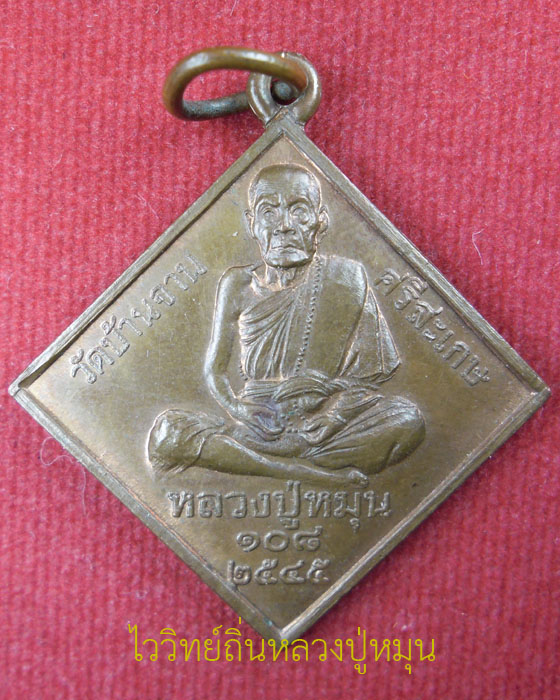 วัดบ้านจาน
ศรีสะเกษ
หลวงปู่หมุน
๑๐๘
๒๕๔๕
ไววิทย์ถิ่นหลวงปู่หมุน